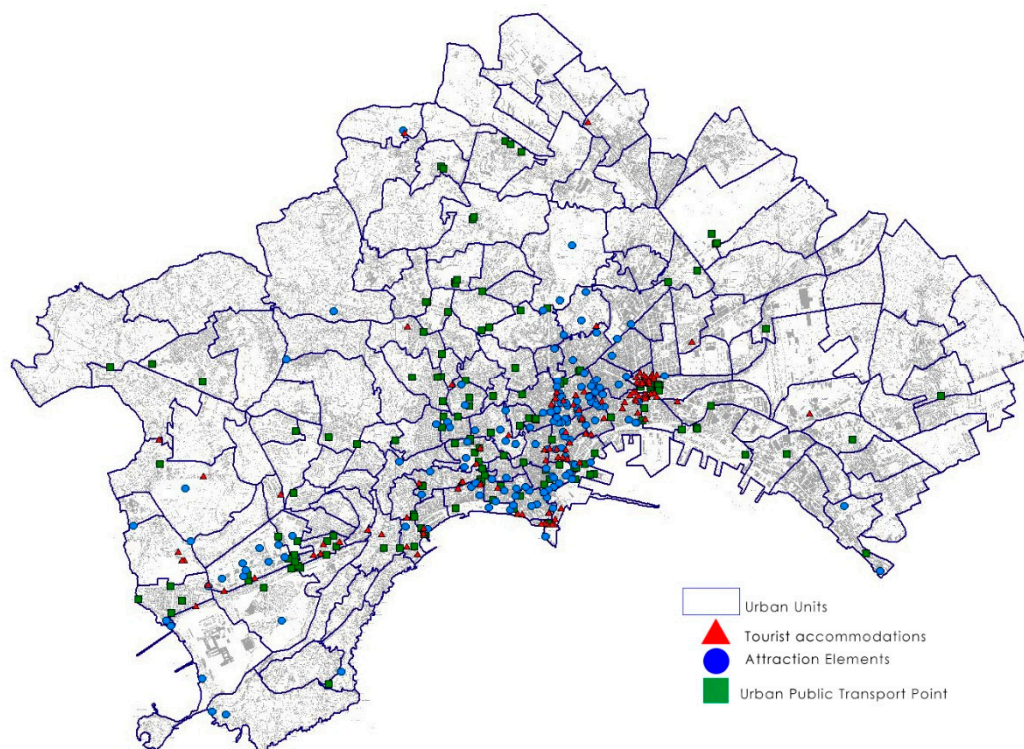 Urban Units
Tourist accommodations
Attraction Elements
Urban Public Transport Point